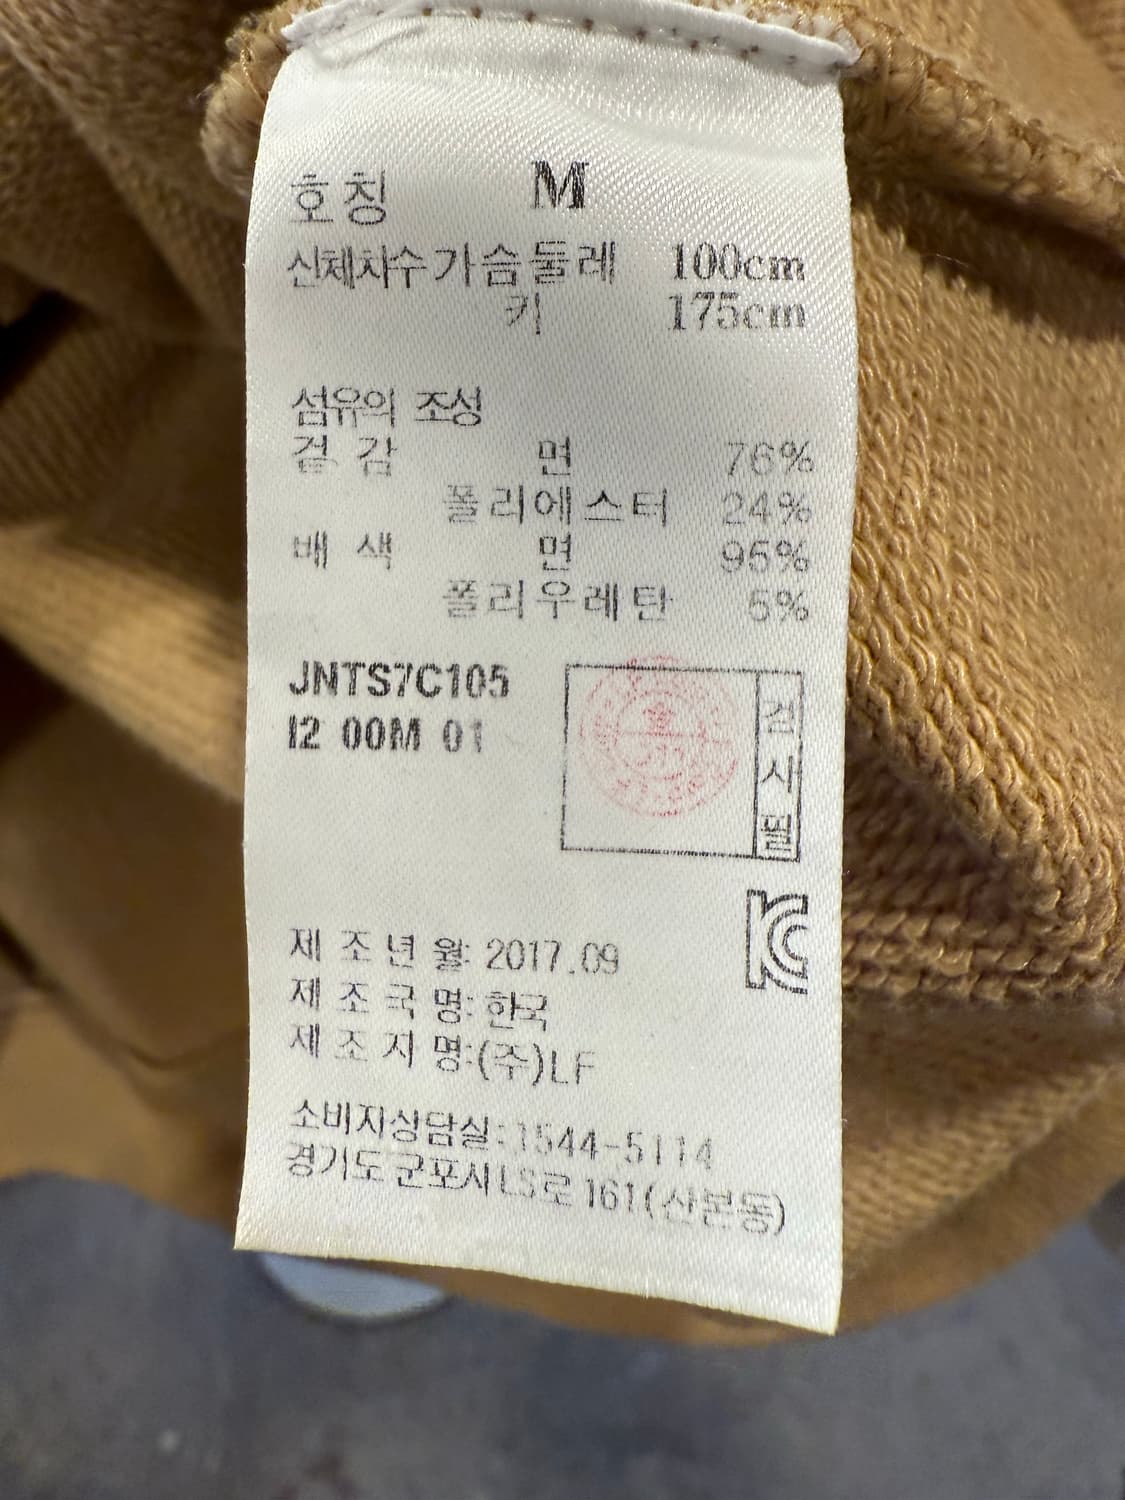 호칭 M
신체치수 가슴둘레 100cm
키 175cm
섬유의 조성
겉감 면 76%
폴리에스터 24%
배색 면 95%
폴리우레탄 5%
JNTS7C105
I2 00M 01
검사필
KC
제조년월: 2017.09
제조국명: 한국
제조자명:(주)LF
소비자상담실:1544-5114
경기도 군포시 LS로 161(산본동)